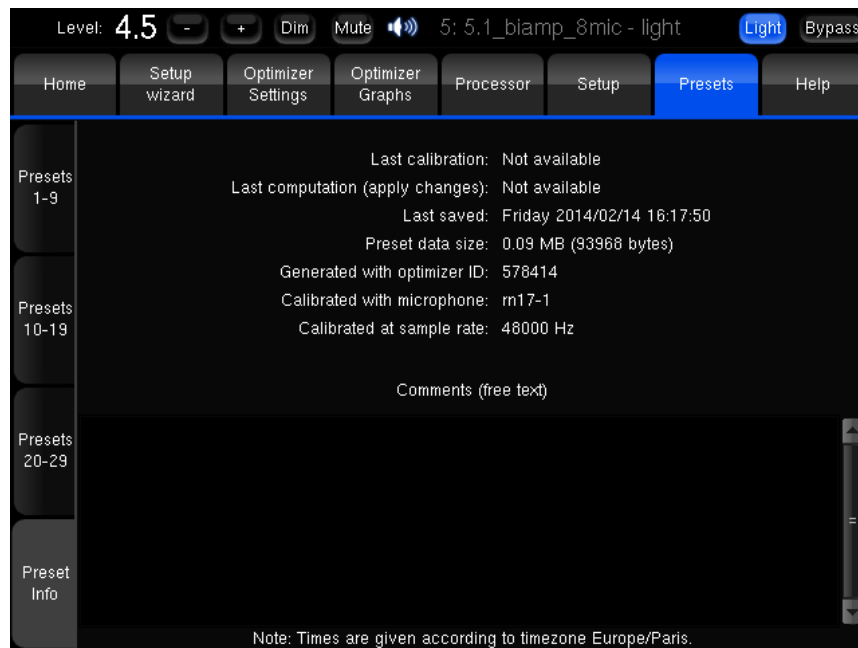 Level: 4.5 - + Dim Mute 5: 5.1_biamp_8mic - light Light Bypass
Home Setup wizard Optimizer Settings Optimizer Graphs Processor Setup Presets Help
Presets 1-9
Presets 10-19
Presets 20-29
Preset Info
Last calibration: Not available
Last computation (apply changes): Not available
Last saved: Friday 2014/02/14 16:17:50
Preset data size: 0.09 MB (93968 bytes)
Generated with optimizer ID: 578414
Calibrated with microphone: m17-1
Calibrated at sample rate: 48000 Hz
Comments (free text)
Note: Times are given according to timezone Europe/Paris.